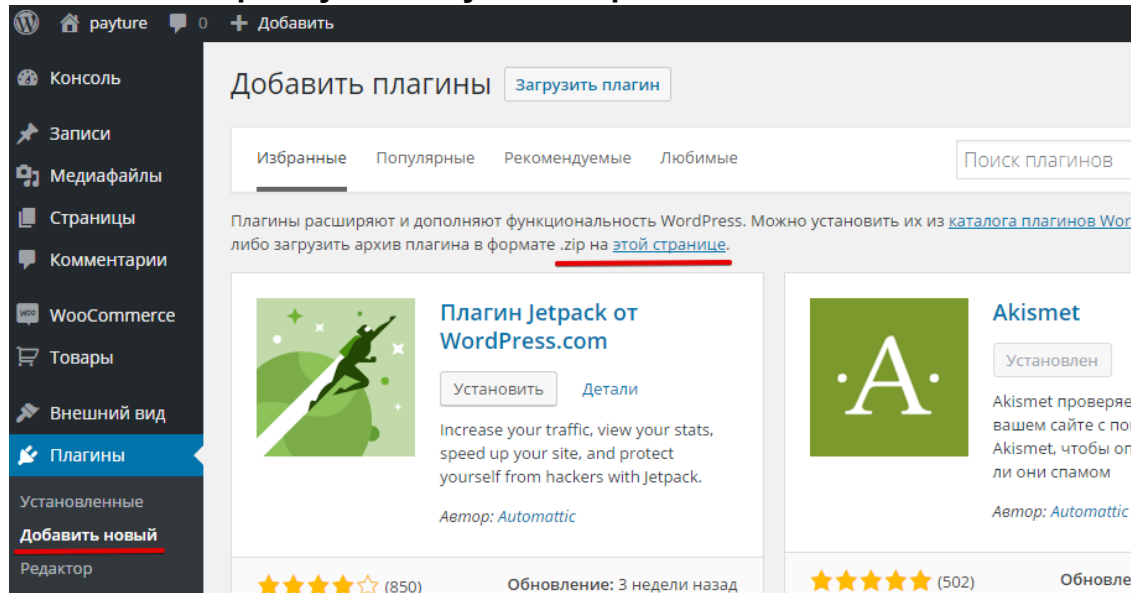 payture 0 + Добавить
Консоль
Записи
Медиафайлы
Страницы
Комментарии
WooCommerce
Товары
Внешний вид
Плагины
Установленные
Добавить новый
Редактор
Добавить плагины Загрузить плагин
Избранные Популярные Рекомендуемые Любимые Поиск плагинов
Плагины расширяют и дополняют функциональность WordPress. Можно установить их из каталога плагинов Wor
либо загрузить архив плагина в формате .zip на этой странице.
Плагин Jetpack от
WordPress.com
Установить Детали
Increase your traffic, view your stats,
speed up your site, and protect
yourself from hackers with Jetpack.
Автор: Automattic
(850) Обновление: 3 недели назад
·A·
Akismet
Установлен
Akismet проверяе
вашем сайте с по
Akismet, чтобы оп
ли они спамом
Автор: Automattic
(502) Обновле